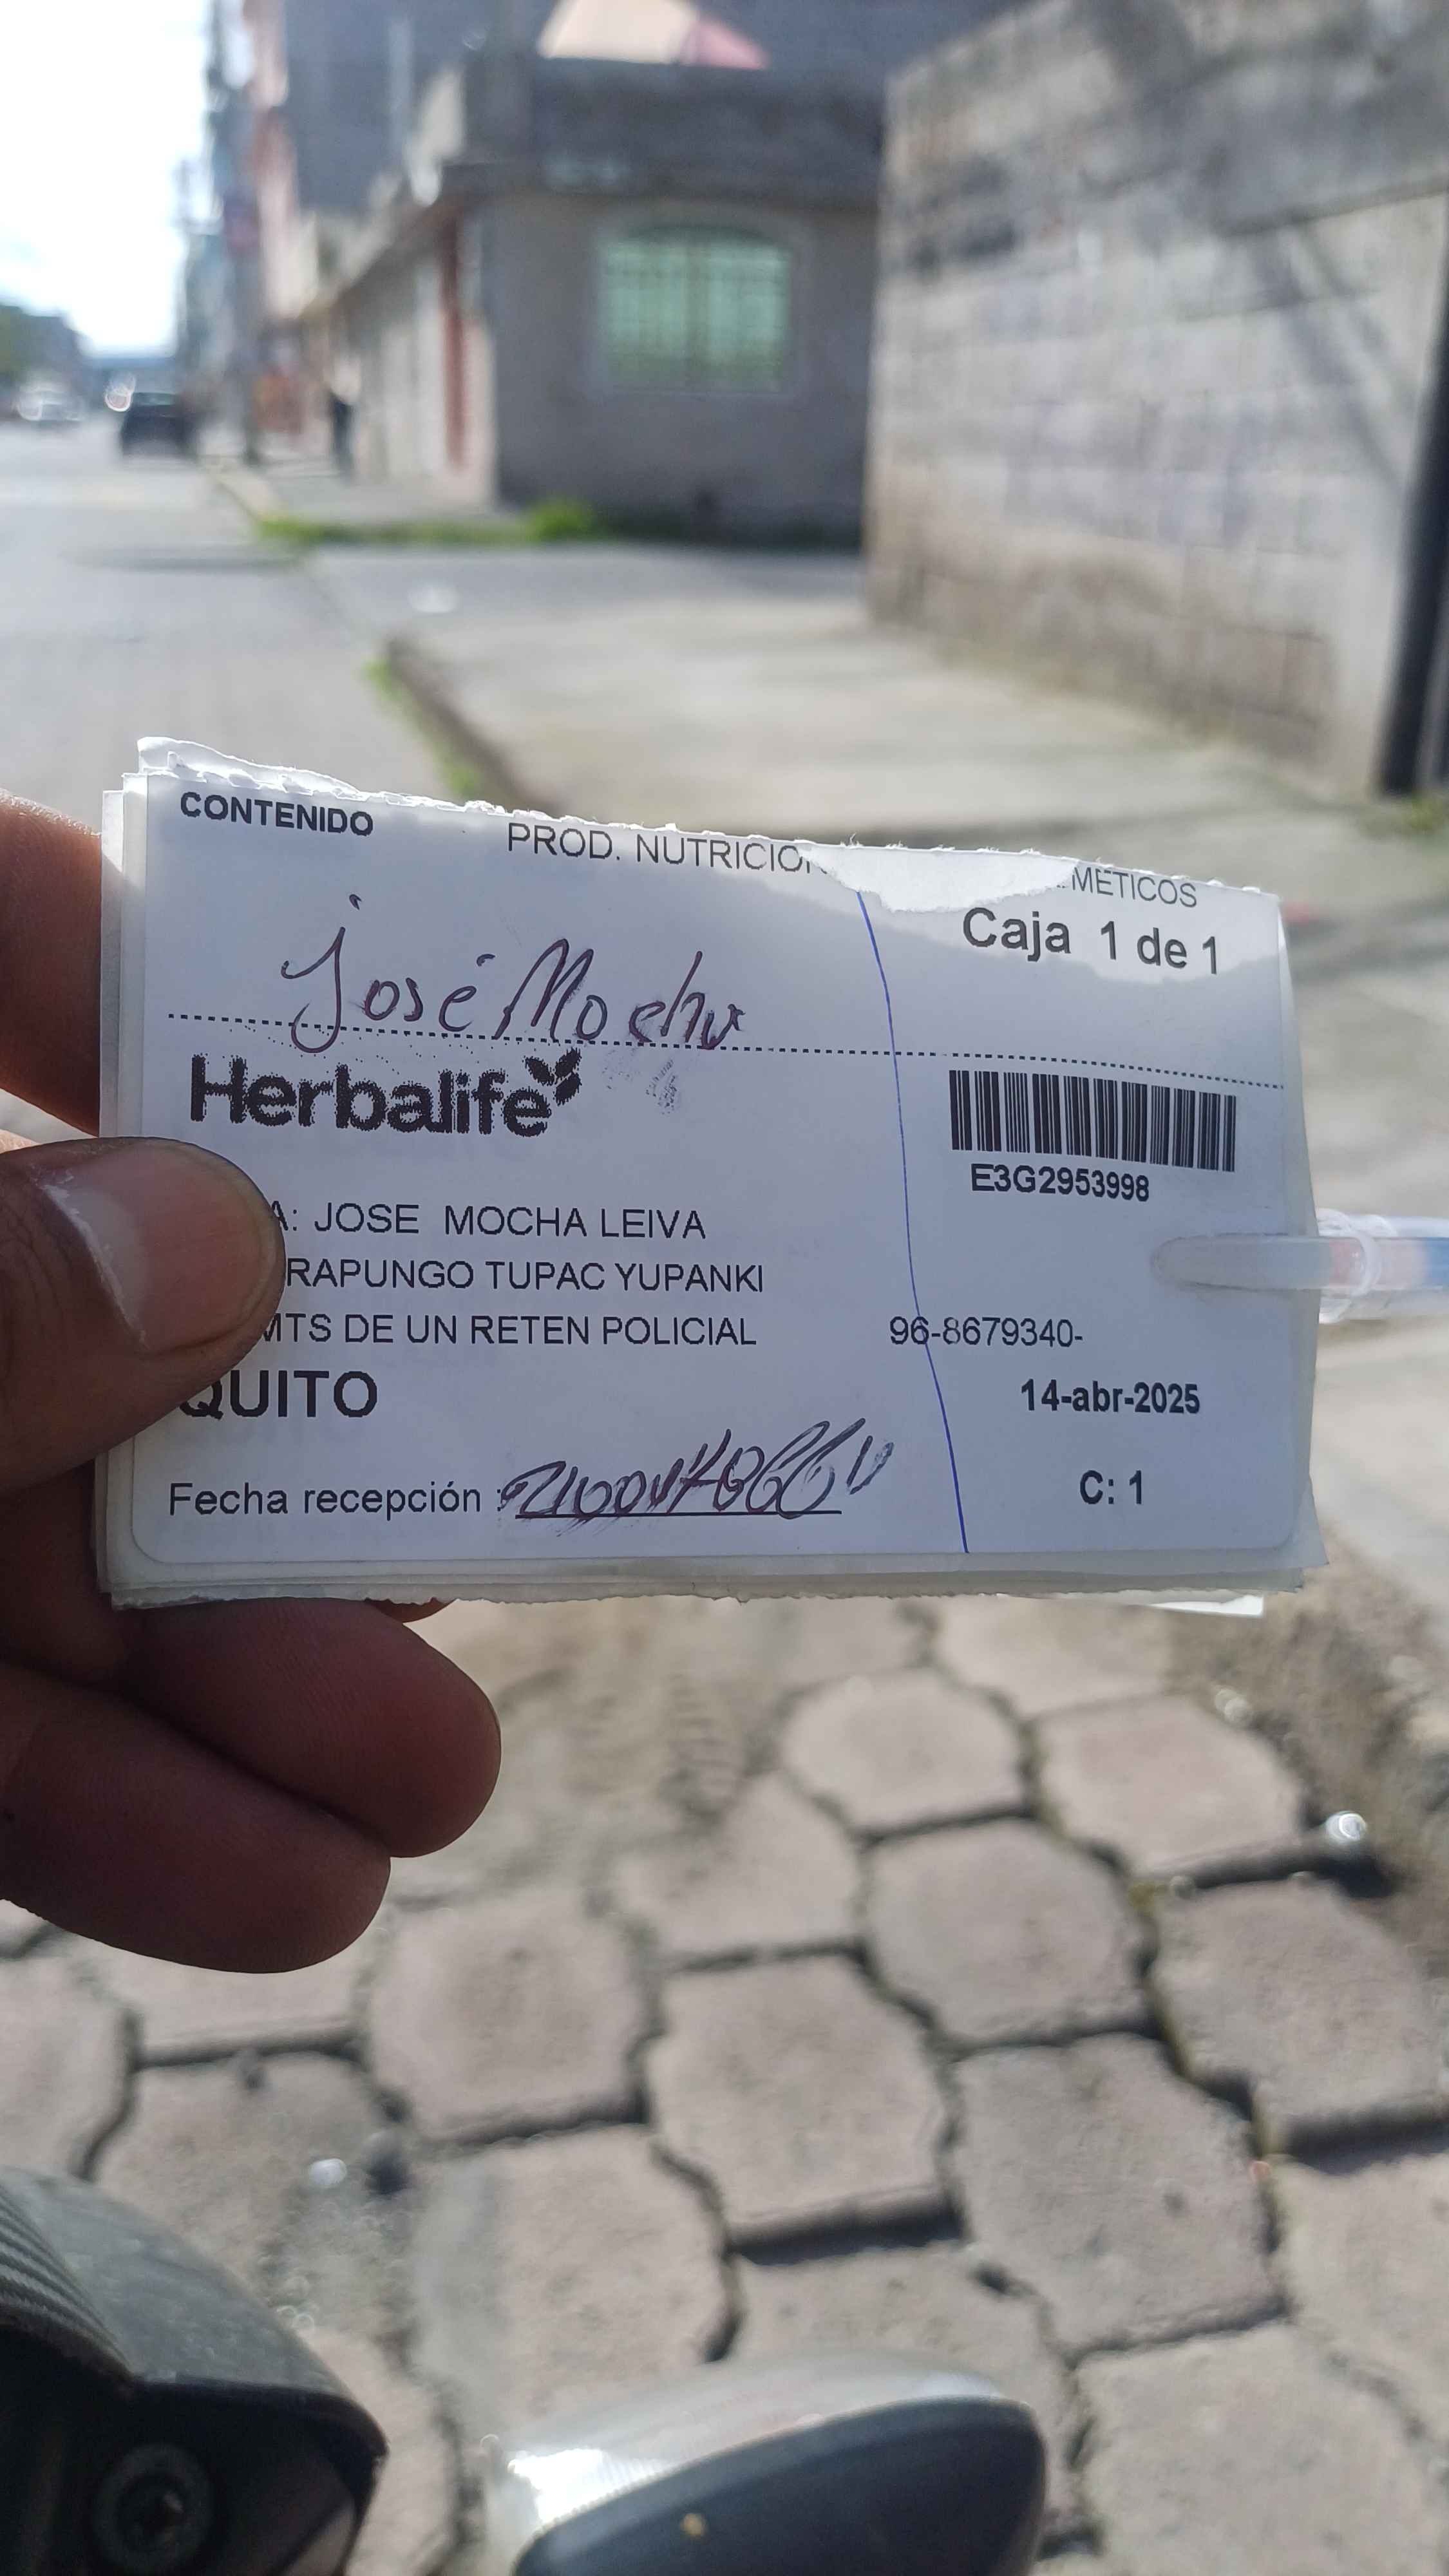 CONTENIDO PROD. NUTRICION METICOS
Caja 1 de 1
José Mocha
Herbalife
E3G2953998
A: JOSE MOCHA LEIVA
RAPUNGO TUPAC YUPANKI
MTS DE UN RETEN POLICIAL 96-8679340-
QUITO 14-abr-2025
Fecha recepción :
C: 1